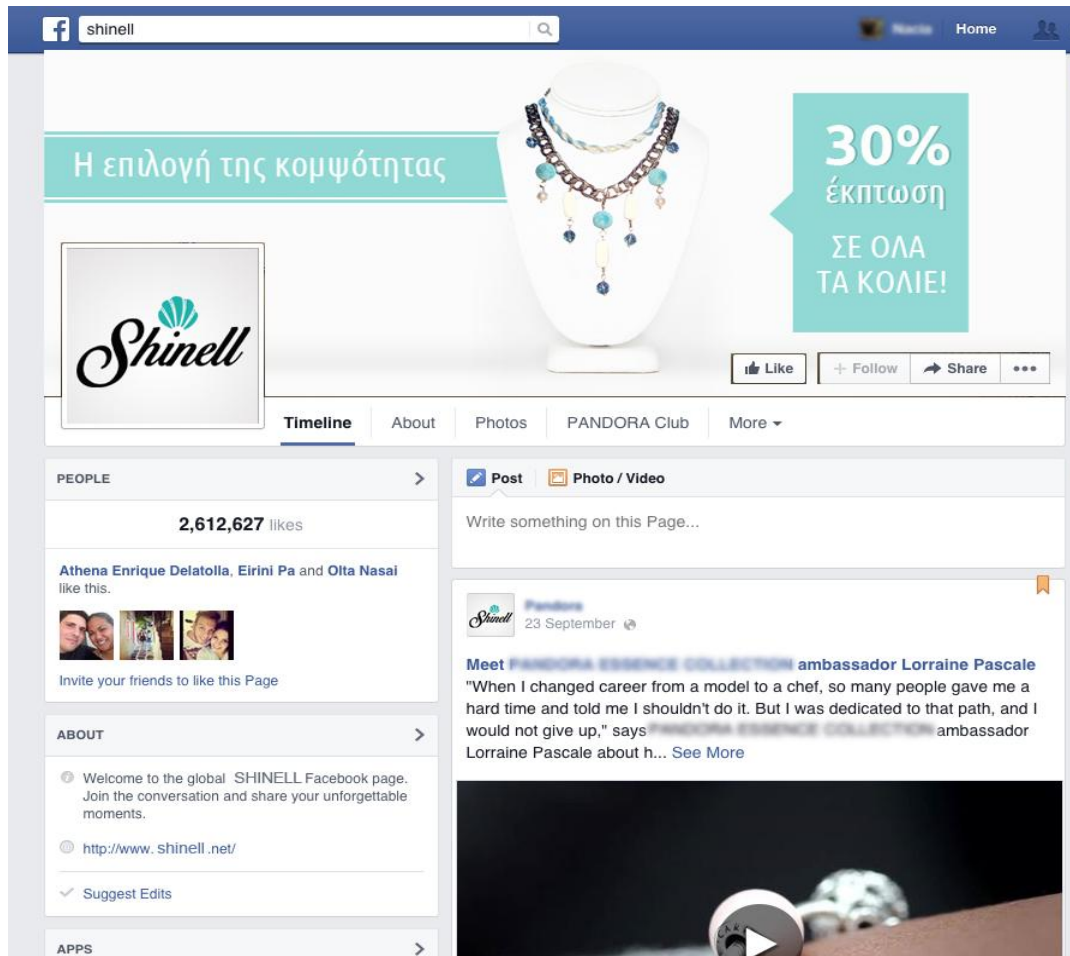 shinell
Home
Η επιλογή της κομψότητας
30%
έκπτωση
ΣΕ ΟΛΑ
ΤΑ ΚΟΛΙΕ!
Shinell
Like
Follow
Share
Timeline
About
Photos
PANDORA Club
More
PEOPLE
2,612,627 likes
Athena Enrique Delatolla, Eirini Pa and Olta Nasai
like this.
Invite your friends to like this Page
ABOUT
Welcome to the global SHINELL Facebook page.
Join the conversation and share your unforgettable
moments.
http://www. shinell .net/
Suggest Edits
APPS
Post
Photo / Video
Write something on this Page...
Shinell
23 September
Meet ambassador Lorraine Pascale
"When I changed career from a model to a chef, so many people gave me a
hard time and told me I shouldn't do it. But I was dedicated to that path, and I
would not give up," says ambassador
Lorraine Pascale about h... See More